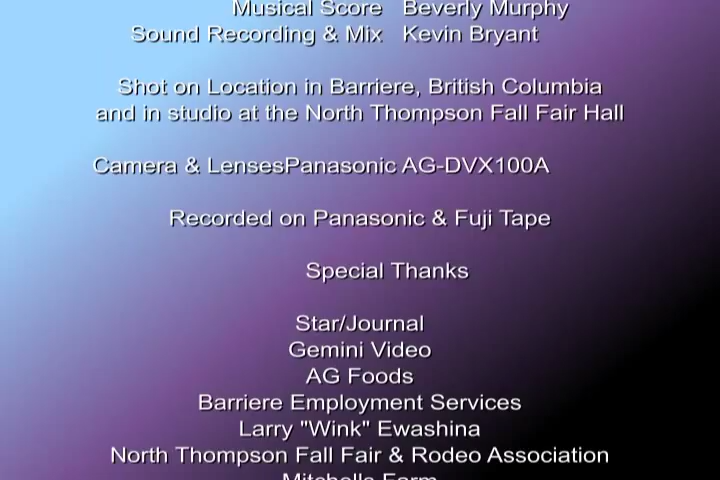 Musical Score Beverly Murphy
Sound Recording & Mix Kevin Bryant
Shot on Location in Barriere, British Columbia
and in studio at the North Thompson Fall Fair Hall
Camera & LensesPanasonic AG-DVX100A
Recorded on Panasonic & Fuji Tape
Special Thanks
Star/Journal
Gemini Video
AG Foods
Barriere Employment Services
Larry "Wink" Ewashina
North Thompson Fall Fair & Rodeo Association
Mitchells Farm